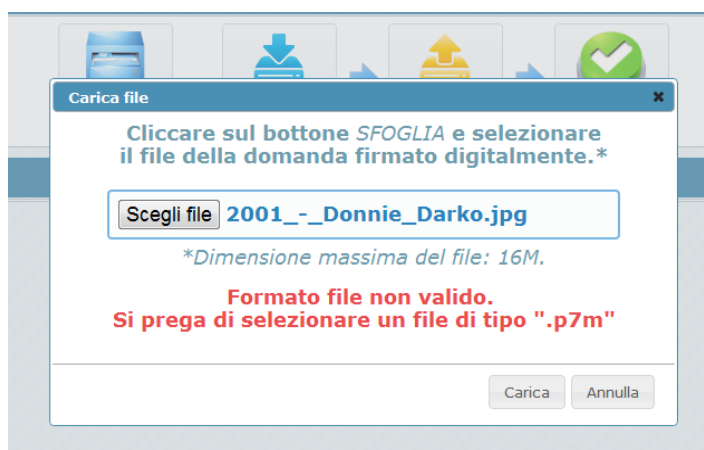 Carica file
Cliccare sul bottone SFOGLIA e selezionare
il file della domanda firmato digitalmente.*
Scegli file 2001_-_Donnie_Darko.jpg
*Dimensione massima del file: 16M.
Formato file non valido.
Si prega di selezionare un file di tipo ".p7m"
Carica Annulla